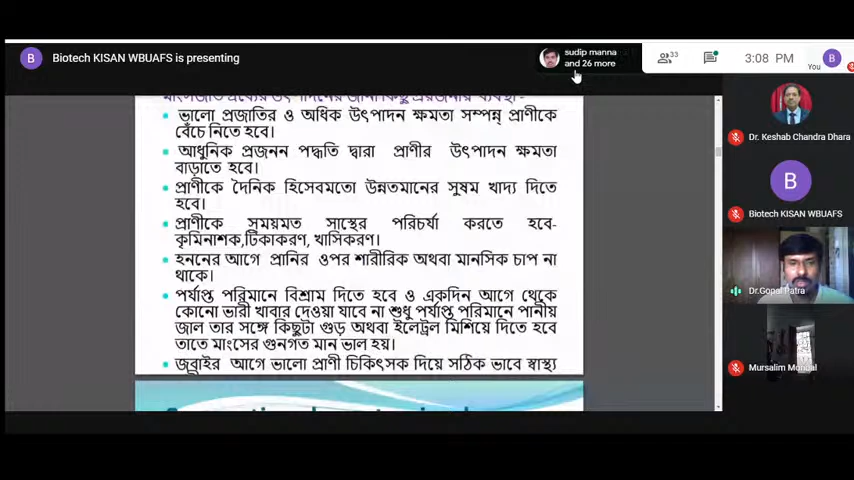 Biotech KISAN WBUAFS is presenting
sudip manna
and 26 more
33
3:08 PM
B
You
ভালো প্রজাতির ও অধিক উৎপাদন ক্ষমতা সম্পন্ন প্রাণীকে
বেঁচে নিতে হবে।
আধুনিক প্রজনন পদ্ধতি দ্বারা প্রাণীর উৎপাদন ক্ষমতা
বাড়াতে হবে।
প্রাণীকে দৈনিক হিসেবমতো উন্নতমানের সুষম খাদ্য দিতে
হবে।
প্রাণীকে সময়মত সাস্থের পরিচর্যা করতে হবে-
কৃমিনাশক,টিকাকরণ, খাসিকরণ।
হননের আগে প্রানির ওপর শারীরিক অথবা মানসিক চাপ না
থাকে।
পর্যাপ্ত পরিমানে বিশ্রাম দিতে হবে ও একদিন আগে থেকে
কোনো ভারী খাবার দেওয়া যাবে না শুধু পর্যাপ্ত পরিমানে পানীয়
জাল তার সঙ্গে কিছুটা গুড় অথবা ইলেট্রল মিশিয়ে দিতে হবে
তাতে মাংসের গুনগত মান ভাল হয়।
জবাইর আগে ভালো প্রাণী চিকিৎসক দিয়ে সঠিক ভাবে স্বাস্থ্য
Dr. Keshab Chandra Dhara
B
Biotech KISAN WBUAFS
Dr.Gopal Patra
Mursalim Mondal